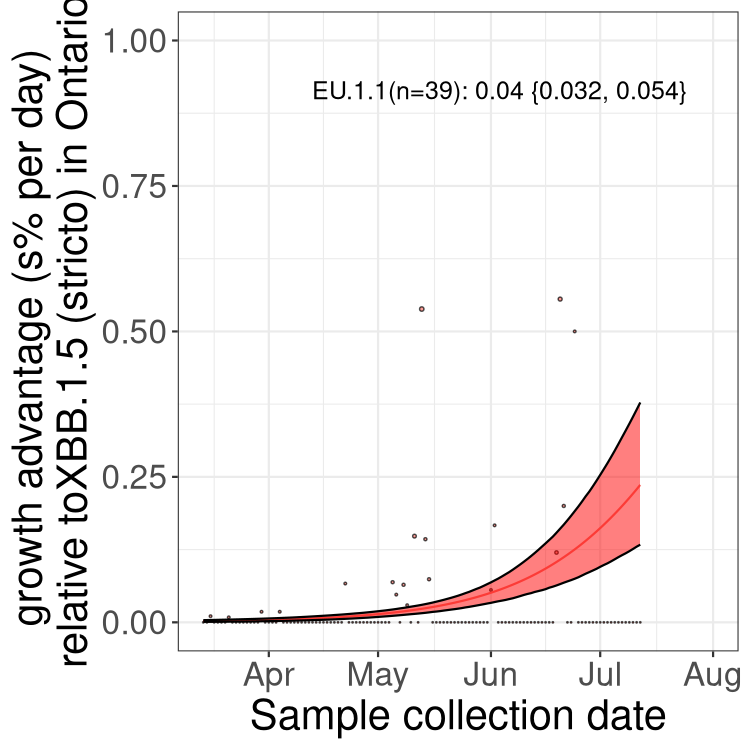 growth advantage (s% per day)
relative toXBB.1.5 (stricto) in Ontario
1.00
0.75
0.50
0.25
0.00
EU.1.1(n=39): 0.04 {0.032, 0.054}
Apr
May
Jun
Jul
Aug
Sample collection date